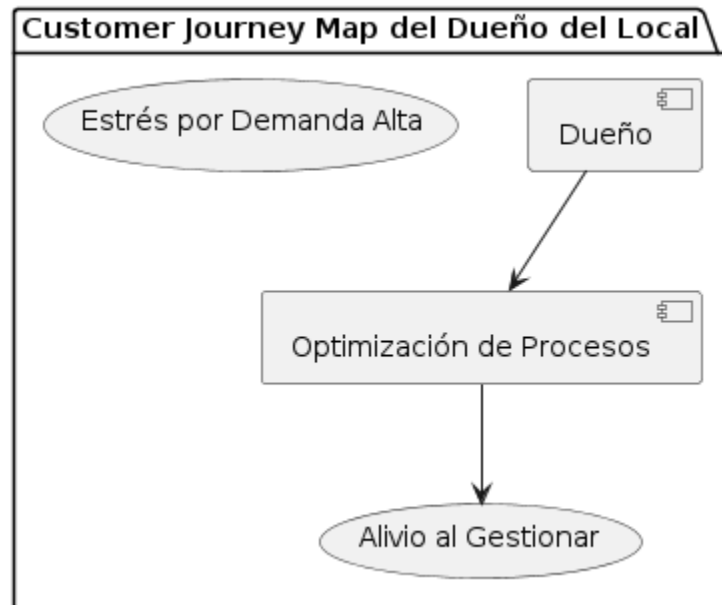 Customer Journey Map del Dueño del Local
Estrés por Demanda Alta
Dueño
Optimización de Procesos
Alivio al Gestionar